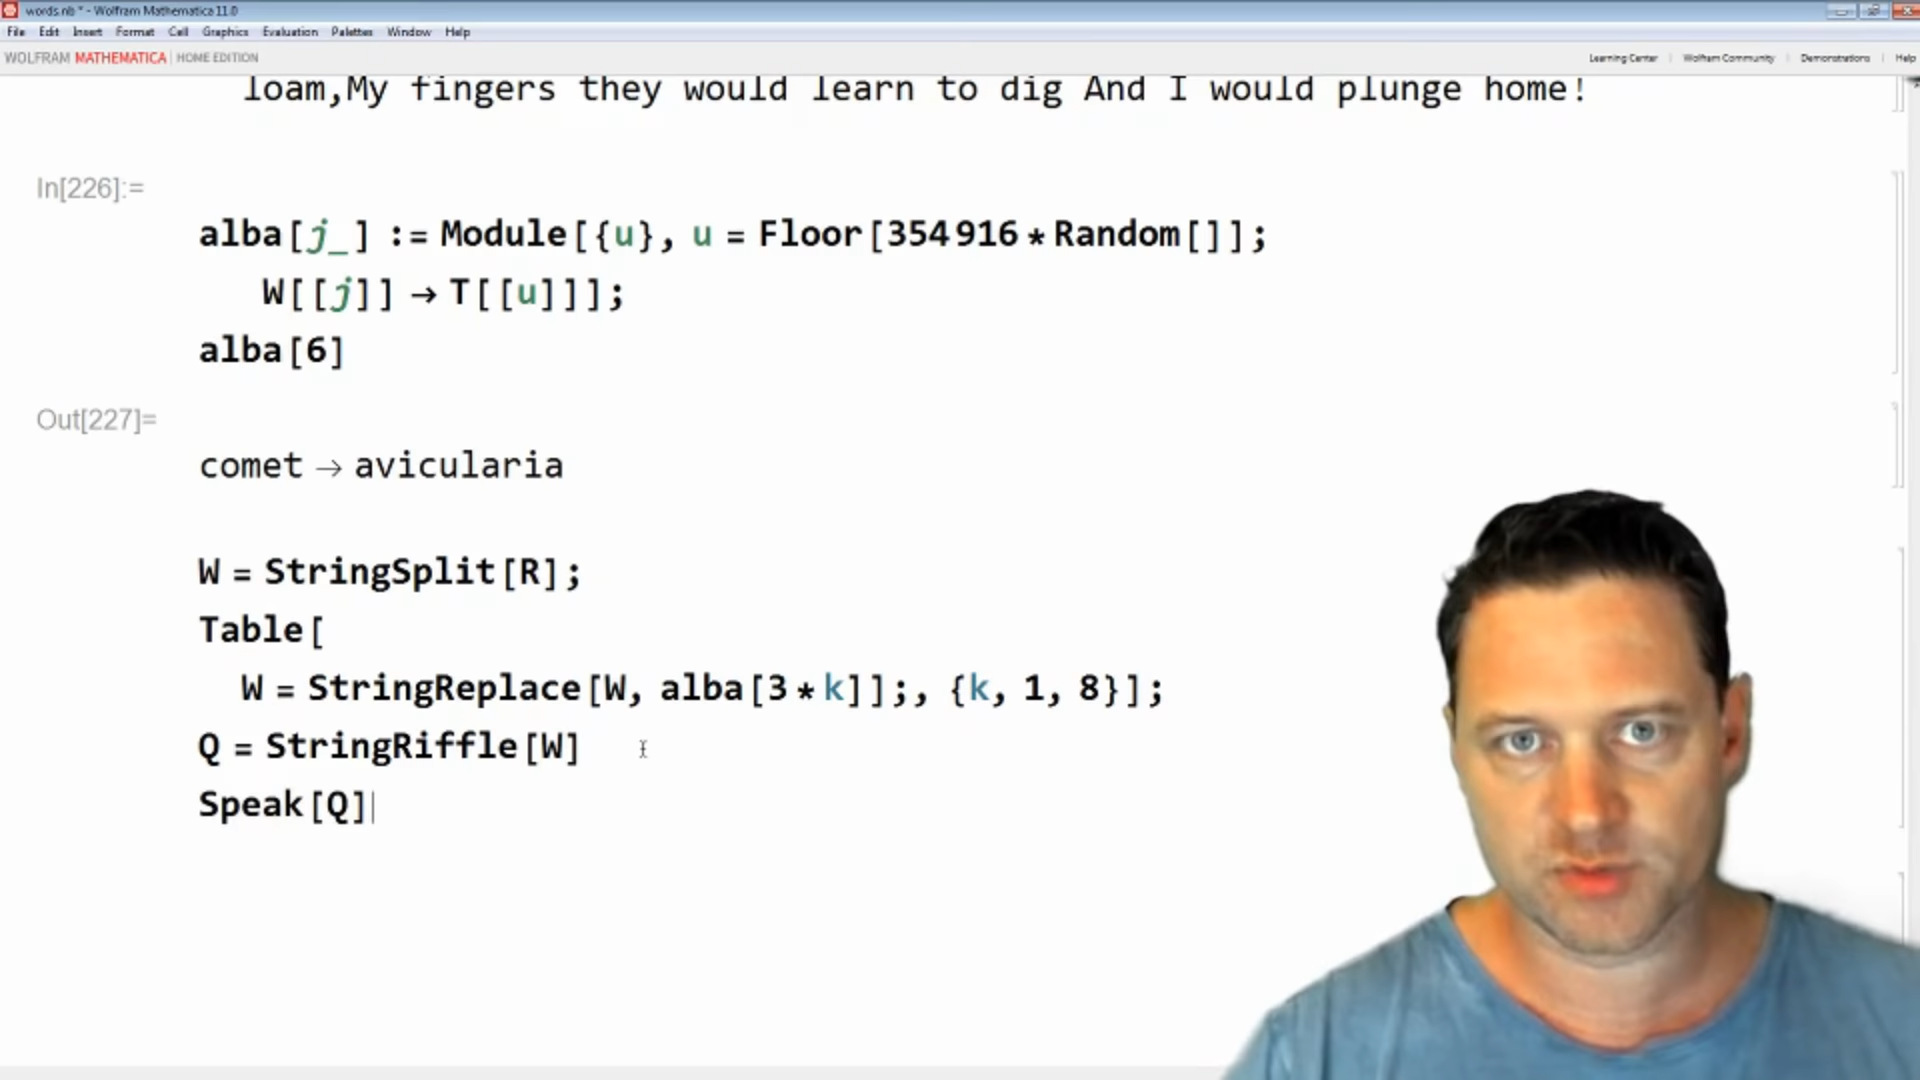 words.nb * - Wolfram Mathematica 11.0
File Edit Insert Format Cell Graphics Evaluation Palettes Window Help
WOLFRAM MATHEMATICA | HOME EDITION Learning Center | Wolfram Community | Demonstrations | Help
loam,My fingers they would learn to dig And I would plunge home!
In[226]:=
alba[j_] := Module[{u}, u = Floor[354916*Random[]];
W[[j]] → T[[u]]];
alba[6]
Out[227]=
comet → avicularia
W = StringSplit[R];
Table[
W = StringReplace[W, alba[3*k]];, {k, 1, 8}];
Q = StringRiffle[W]
Speak[Q]